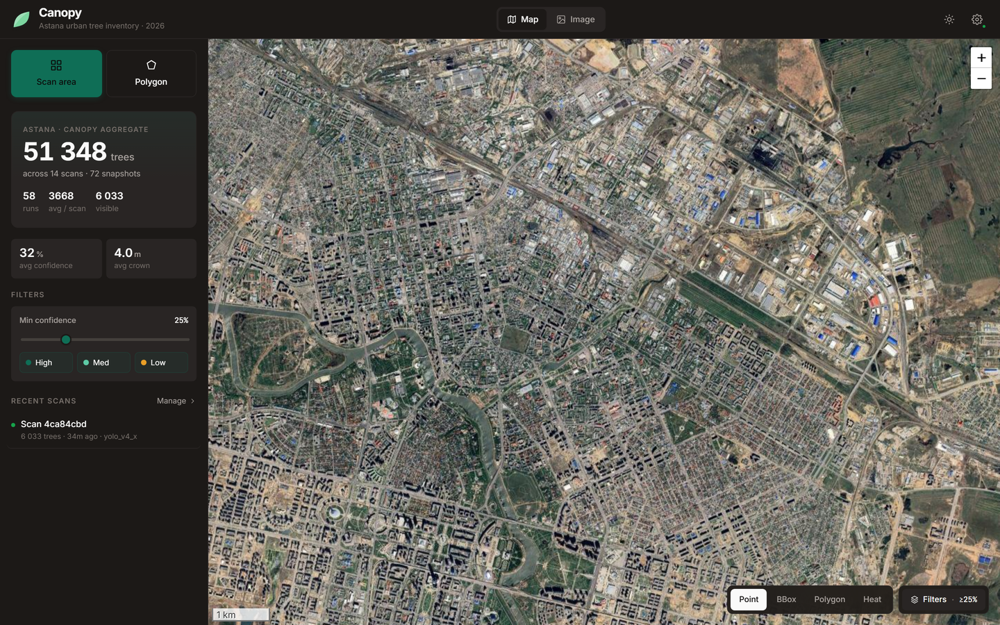 Canopy
Astana urban tree inventory · 2026
Map
Image
Scan area
Polygon
ASTANA · CANOPY AGGREGATE
51 348 trees
across 14 scans · 72 snapshots
58 3668 6 033
runs avg / scan visible
32 % 4.0 m
avg confidence avg crown
FILTERS
Min confidence 25%
High Med Low
RECENT SCANS Manage
Scan 4ca84cbd
6 033 trees · 34m ago · yolo_v4_x
+
−
1 km
Point BBox Polygon Heat
Filters · ≥25%